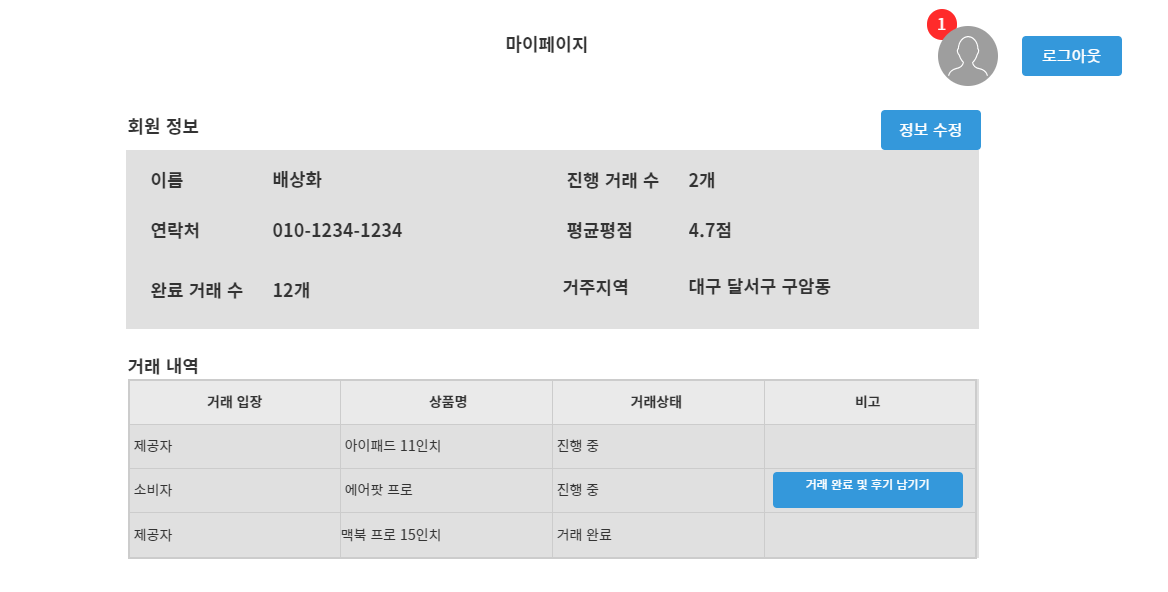 마이페이지
1
로그아웃
회원 정보
정보 수정
이름 배상화 진행 거래 수 2개
연락처 010-1234-1234 평균평점 4.7점
완료 거래 수 12개 거주지역 대구 달서구 구암동
거래 내역
거래 입장 상품명 거래상태 비고
제공자 아이패드 11인치 진행 중
소비자 에어팟 프로 진행 중 거래 완료 및 후기 남기기
제공자 맥북 프로 15인치 거래 완료